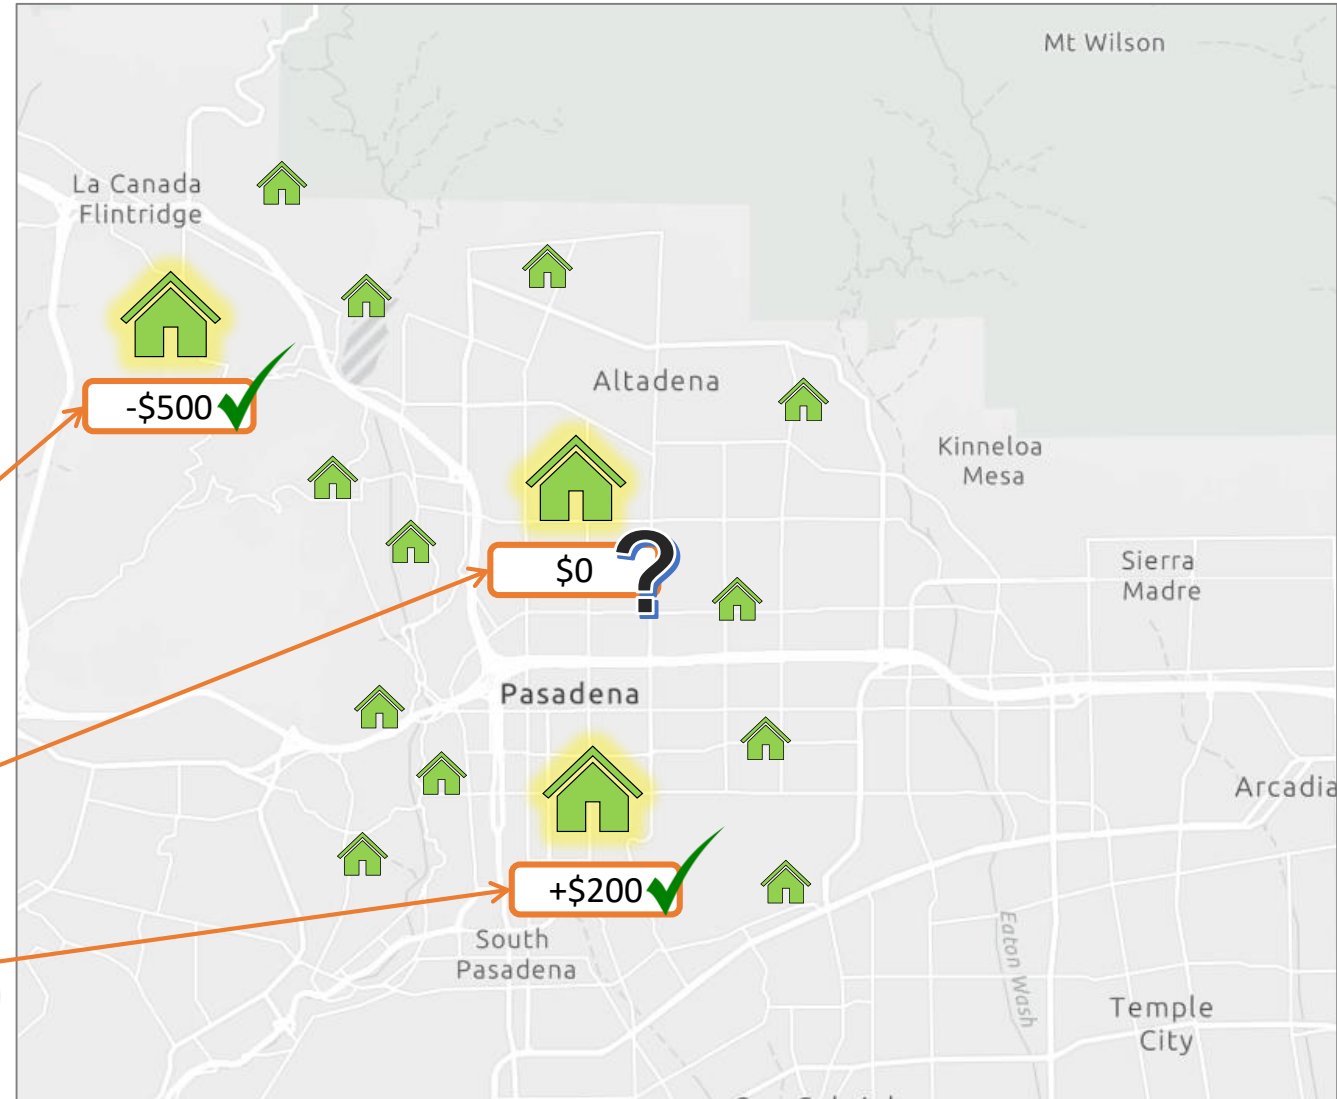 Mt Wilson
La Canada
Flintridge
Altadena
-$500
Kinneloa
Mesa
$0
?
Sierra
Madre
Pasadena
Arcadia
+$200
South
Pasadena
Eaton Wash
Temple
City